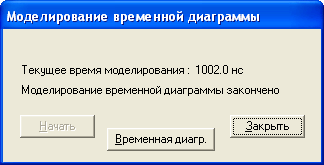 Моделирование временной диаграммы
Текущее время моделирования : 1002.0 нс
Моделирование временной диаграммы закончено
Начать
Временная диагр.
Закрыть